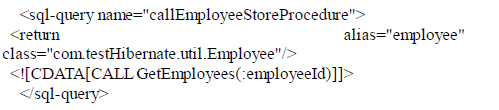 <sql-query name="callEmployeeStoreProcedure">
<return alias="employee"
class="com.testHibernate.util.Employee"/>
<![CDATA[CALL GetEmployees(:employeeId)]]>
</sql-query>